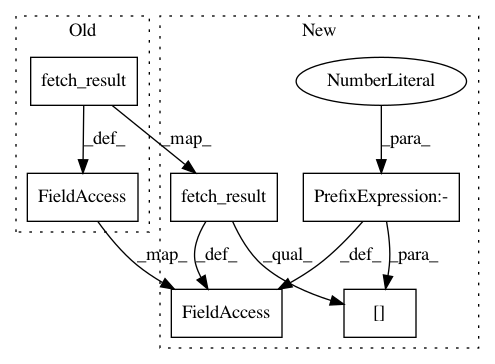 Old
New
fetch_result
NumberLiteral
_def_
_map_
_para_
FieldAccess
fetch_result
PrefixExpression:-
_map_
_def_
_qual_
_def_
_para_
FieldAccess
[]